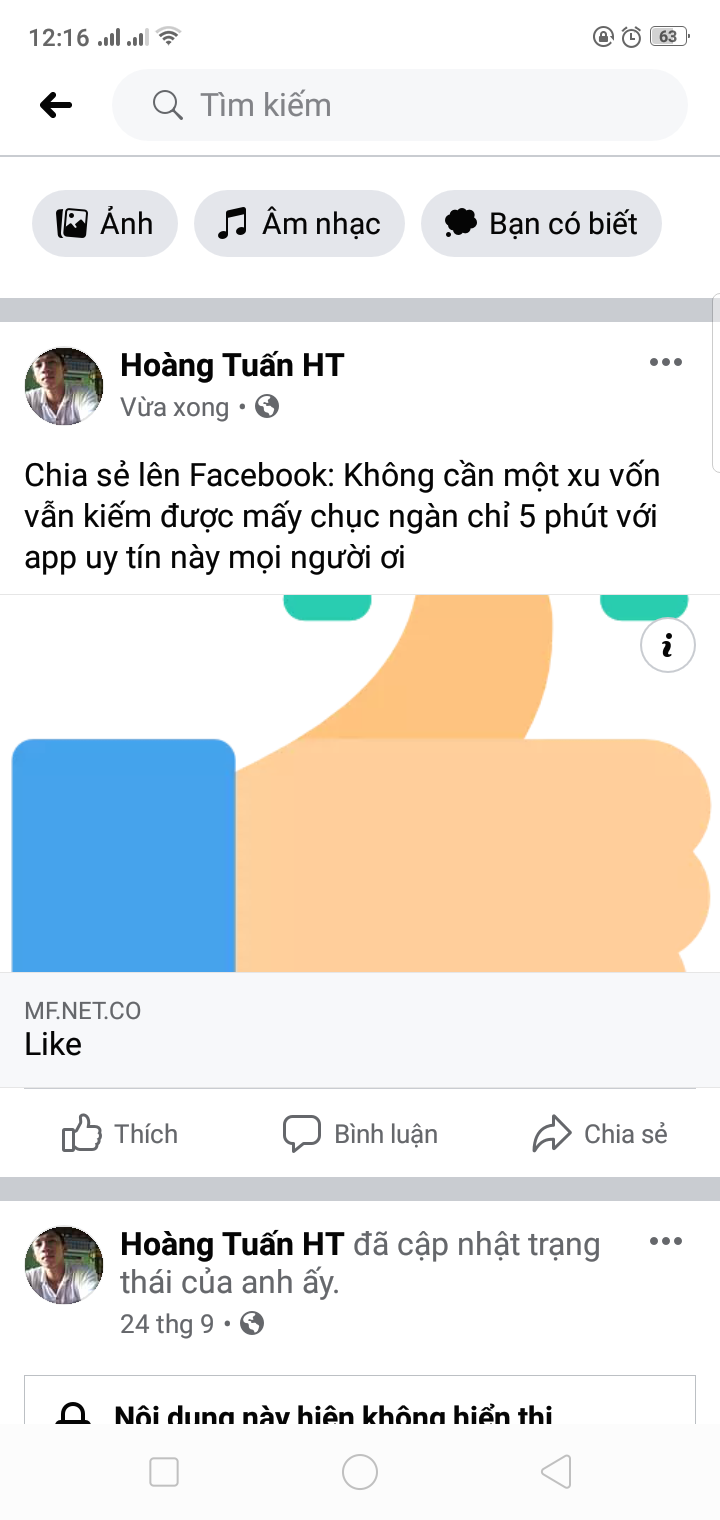 12:16
63
Tìm kiếm
Ảnh
Âm nhạc
Bạn có biết
Hoàng Tuấn HT
Vừa xong •
Chia sẻ lên Facebook: Không cần một xu vốn
vẫn kiếm được mấy chục ngàn chỉ 5 phút với
app uy tín này mọi người ơi
i
MF.NET.CO
Like
Thích
Bình luận
Chia sẻ
Hoàng Tuấn HT đã cập nhật trạng
thái của anh ấy.
24 thg 9 •
Nội dung này hiện không hiển thị